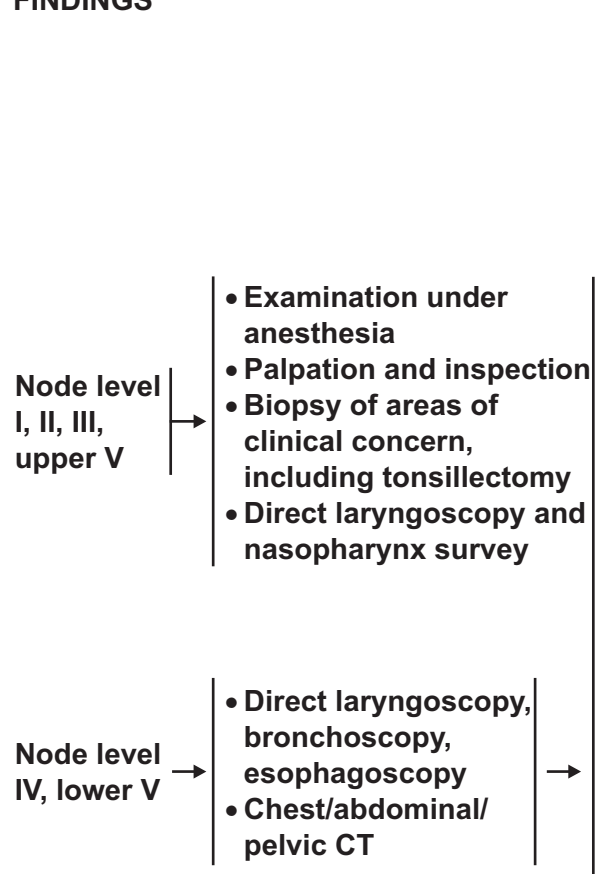 FINDINGS
• Examination under
anesthesia
• Palpation and inspection
• Biopsy of areas of
clinical concern,
including tonsillectomy
• Direct laryngoscopy and
nasopharynx survey
Node level
I, II, III,
upper V
• Direct laryngoscopy,
bronchoscopy,
esophagoscopy
• Chest/abdominal/
pelvic CT
Node level
IV, lower V